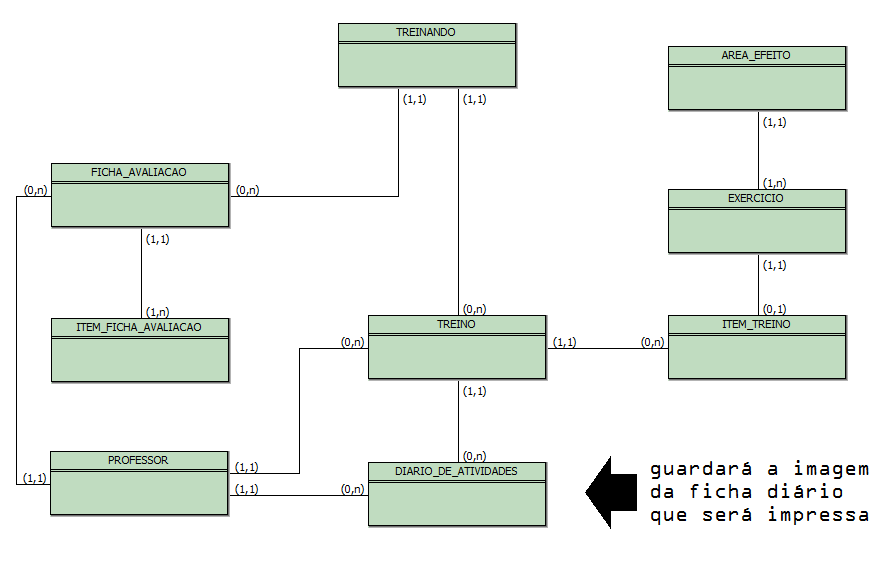 TREINANDO
(1,1)
(1,1)
AREA_EFEITO
(1,1)
FICHA_AVALIACAO
(0,n)
(0,n)
(1,1)
(1,n)
EXERCICIO
(1,1)
(1,n)
ITEM_FICHA_AVALIACAO
(0,n)
TREINO
(0,n)
(1,1)
(1,1)
(0,1)
ITEM_TREINO
(0,n)
PROFESSOR
(1,1)
(1,1)
(1,1)
(0,n)
DIARIO_DE_ATIVIDADES
(0,n)
guardará a imagem
da ficha diário
que será impressa